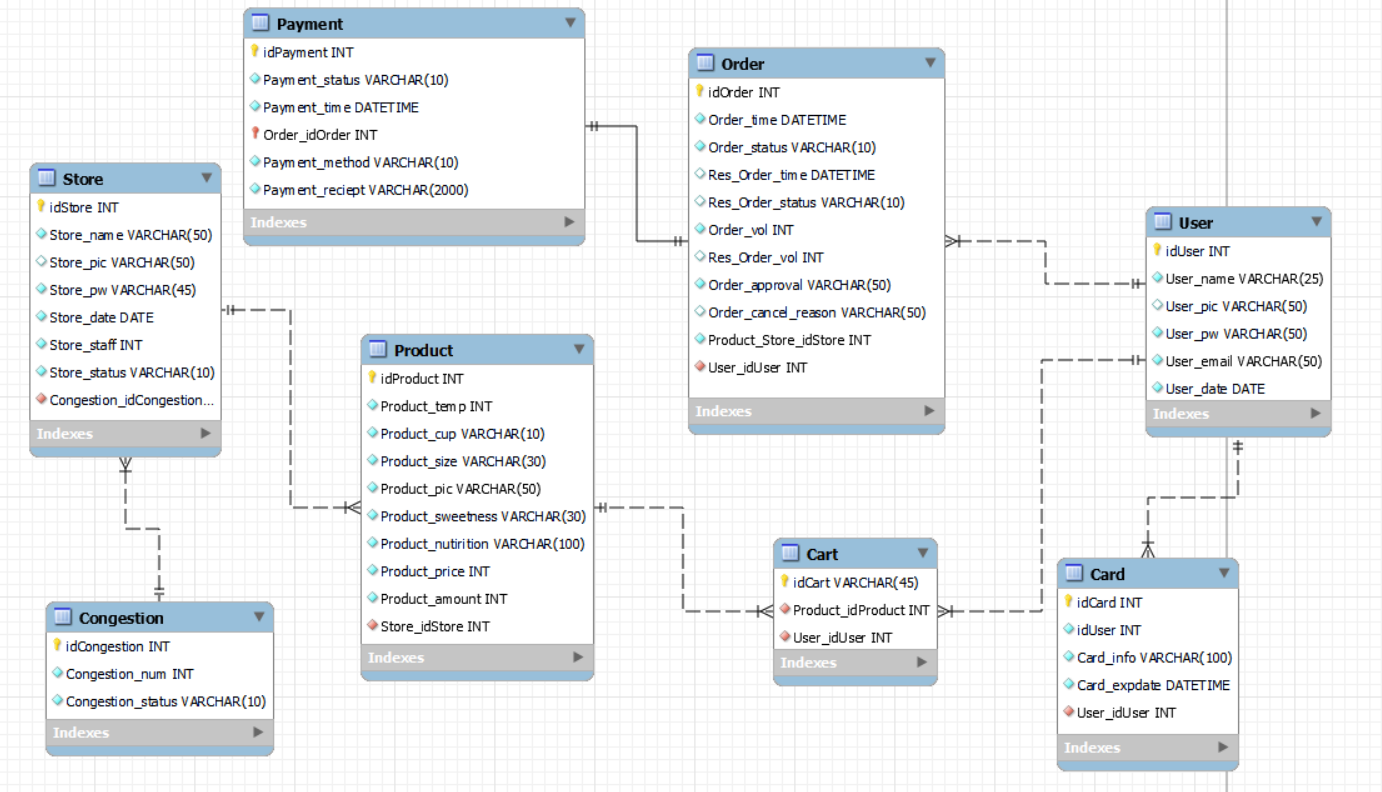 Payment
idPayment INT
Payment_status VARCHAR(10)
Payment_time DATETIME
Order_idOrder INT
Payment_method VARCHAR(10)
Payment_reciept VARCHAR(2000)
Indexes
Order
idOrder INT
Order_time DATETIME
Order_status VARCHAR(10)
Res_Order_time DATETIME
Res_Order_status VARCHAR(10)
Order_vol INT
Res_Order_vol INT
Order_approval VARCHAR(50)
Order_cancel_reason VARCHAR(50)
Product_Store_idStore INT
User_idUser INT
Indexes
Store
idStore INT
Store_name VARCHAR(50)
Store_pic VARCHAR(50)
Store_pw VARCHAR(45)
Store_date DATE
Store_staff INT
Store_status VARCHAR(10)
Congestion_idCongestion...
Indexes
User
idUser INT
User_name VARCHAR(25)
User_pic VARCHAR(50)
User_pw VARCHAR(50)
User_email VARCHAR(50)
User_date DATE
Indexes
Product
idProduct INT
Product_temp INT
Product_cup VARCHAR(10)
Product_size VARCHAR(30)
Product_pic VARCHAR(50)
Product_sweetness VARCHAR(30)
Product_nutirition VARCHAR(100)
Product_price INT
Product_amount INT
Store_idStore INT
Indexes
Cart
idCart VARCHAR(45)
Product_idProduct INT
User_idUser INT
Indexes
Card
idCard INT
idUser INT
Card_info VARCHAR(100)
Card_expdate DATETIME
User_idUser INT
Indexes
Congestion
idCongestion INT
Congestion_num INT
Congestion_status VARCHAR(10)
Indexes